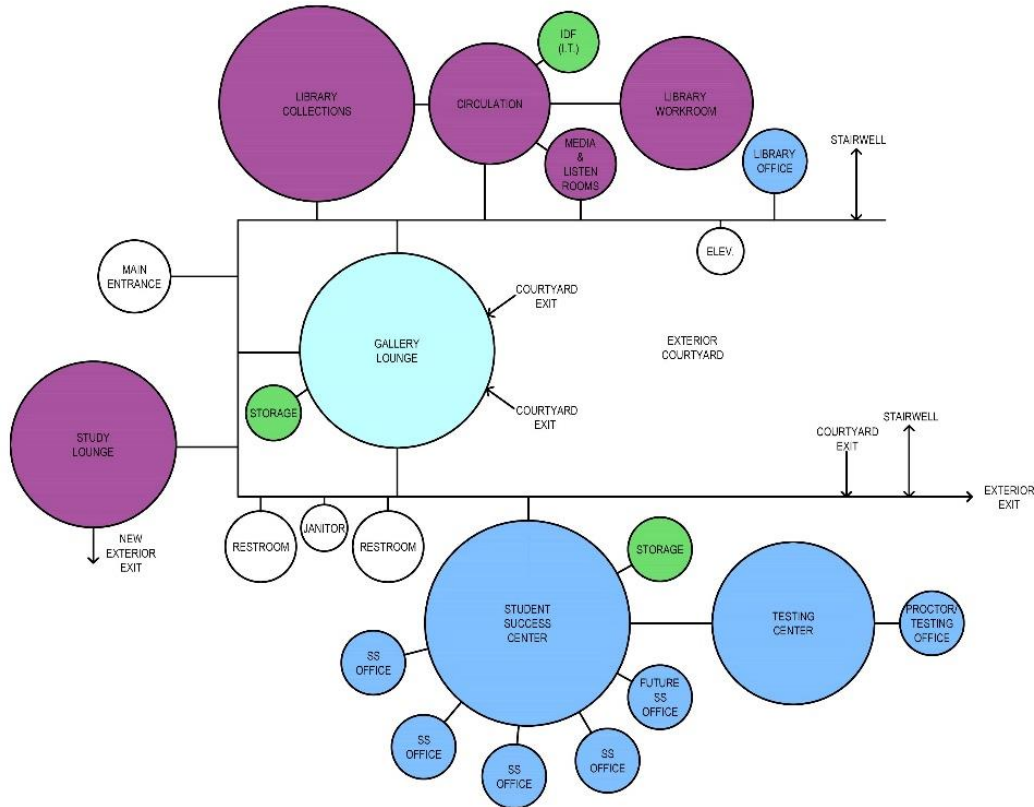 IDF
(I.T.)
LIBRARY
COLLECTIONS
CIRCULATION
LIBRARY
WORKROOM
MEDIA
&
LISTEN
ROOMS
LIBRARY
OFFICE
STAIRWELL
MAIN
ENTRANCE
ELEV.
COURTYARD
EXIT
GALLERY
LOUNGE
EXTERIOR
COURTYARD
STORAGE
COURTYARD
EXIT
STUDY
LOUNGE
STAIRWELL
COURTYARD
EXIT
EXTERIOR
EXIT
NEW
EXTERIOR
EXIT
RESTROOM
JANITOR
RESTROOM
STORAGE
STUDENT
SUCCESS
CENTER
TESTING
CENTER
PROCTOR/
TESTING
OFFICE
SS
OFFICE
FUTURE
SS
OFFICE
SS
OFFICE
SS
OFFICE
SS
OFFICE